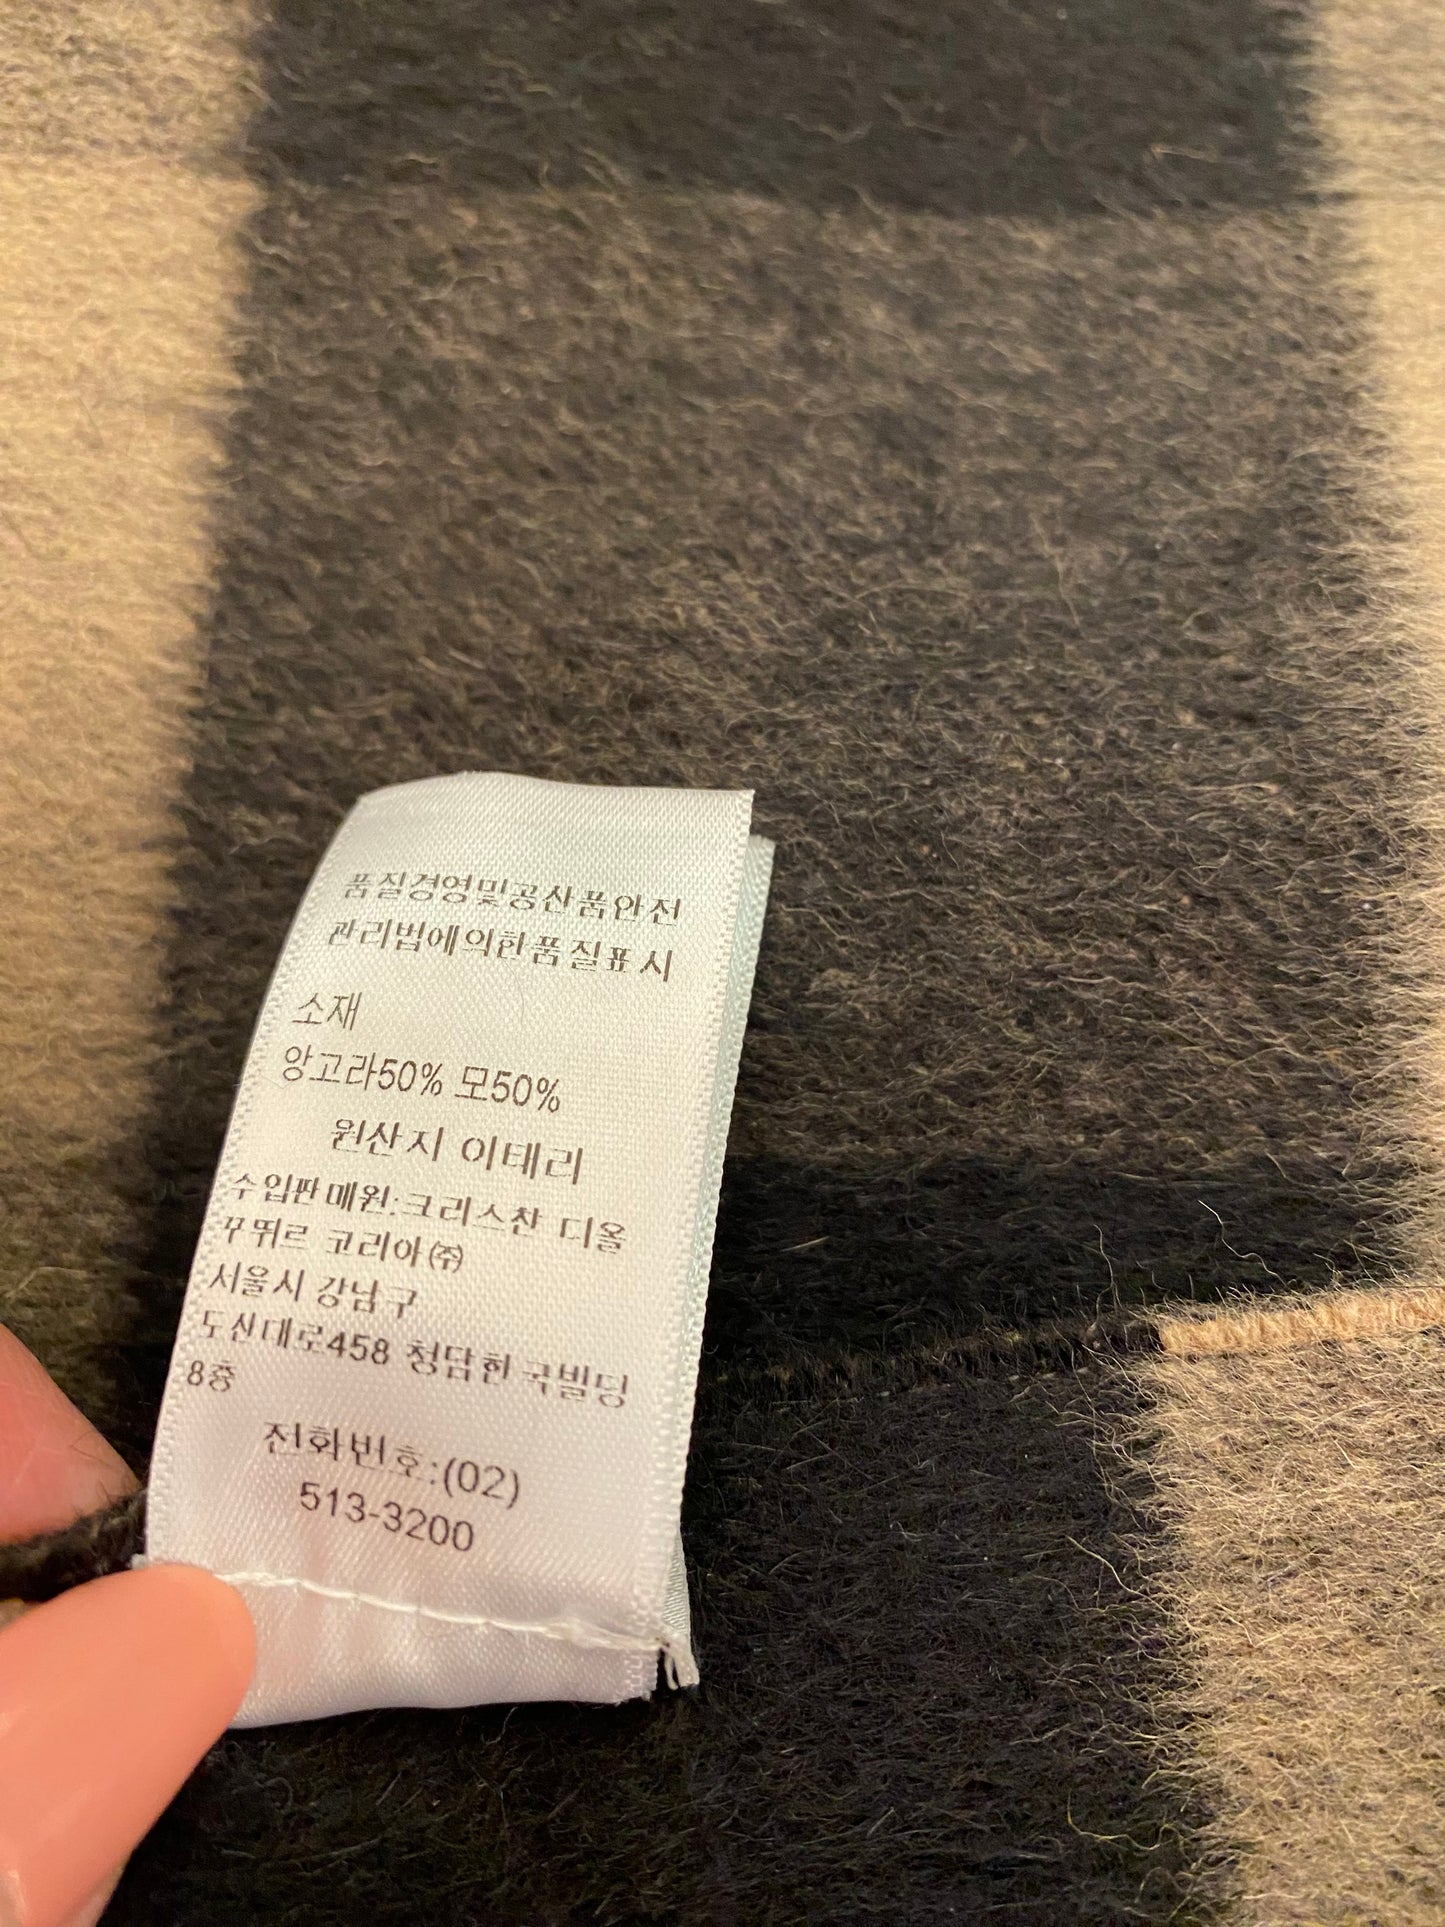 품질경영및공산품안전
관리법에의한품질표시
소재
앙고라50% 모50%
원산지 이태리
수입판매원:크리스찬 디올
꾸뛰르 코리아㈜
서울시 강남구
도산대로458 청담한국빌딩
8층
전화번호:(02)
513-3200